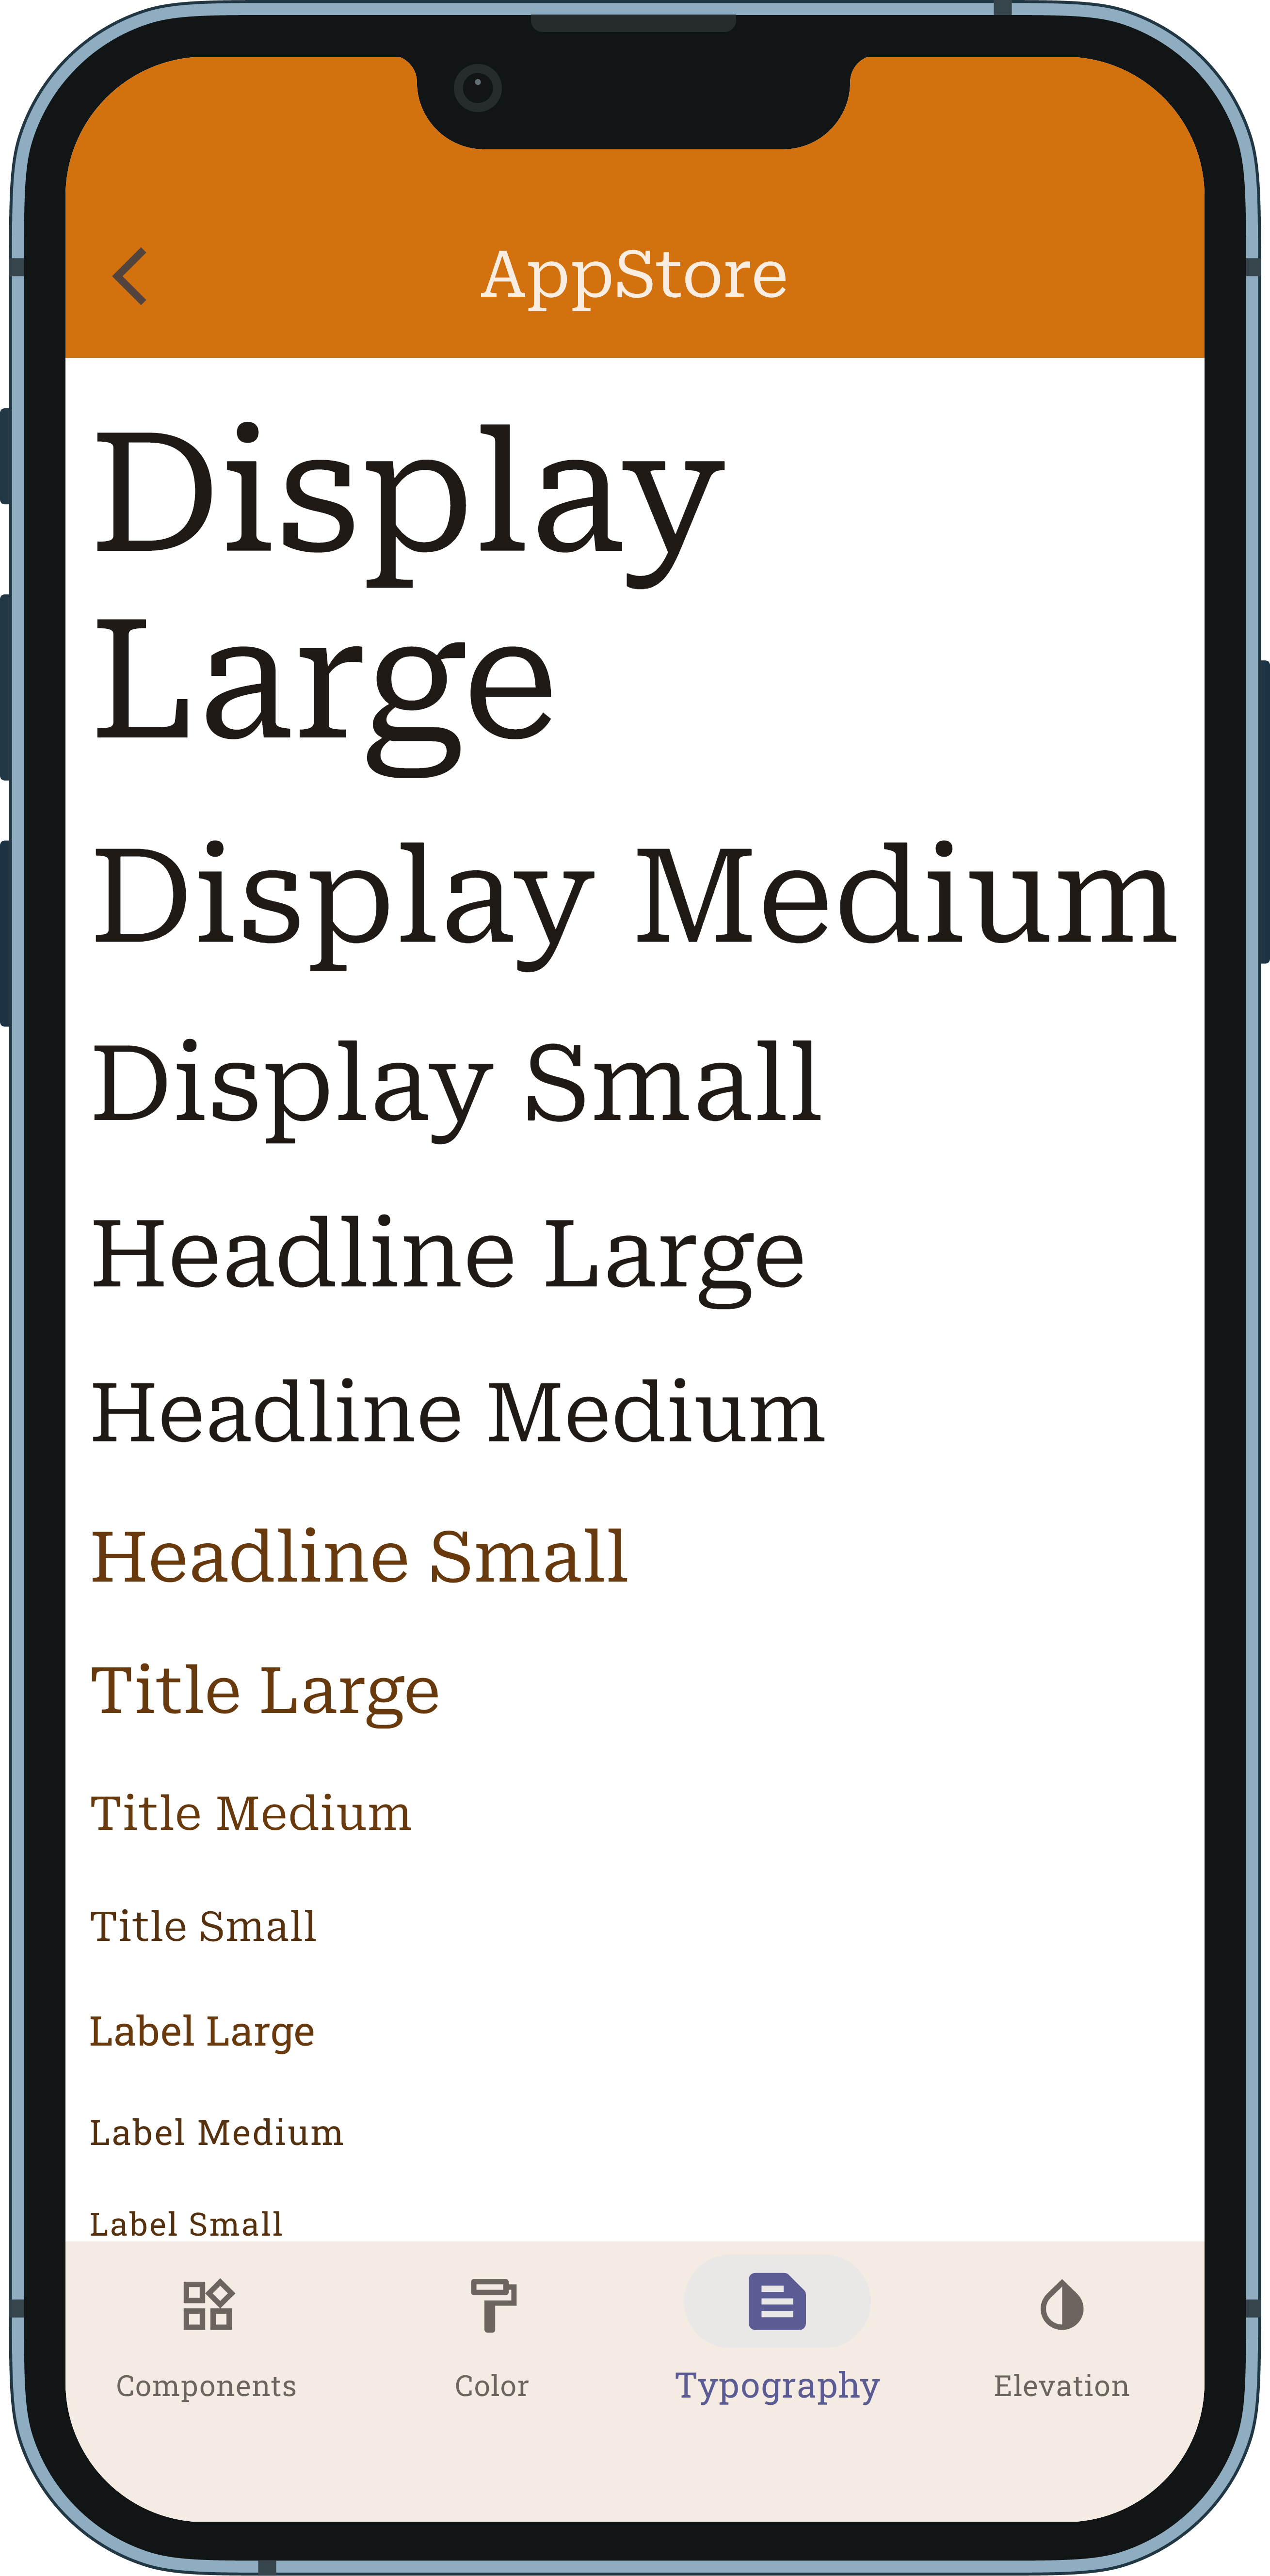 AppStore
Display
Large
Display Medium
Display Small
Headline Large
Headline Medium
Headline Small
Title Large
Title Medium
Title Small
Label Large
Label Medium
Label Small
Components
Color
Typography
Elevation